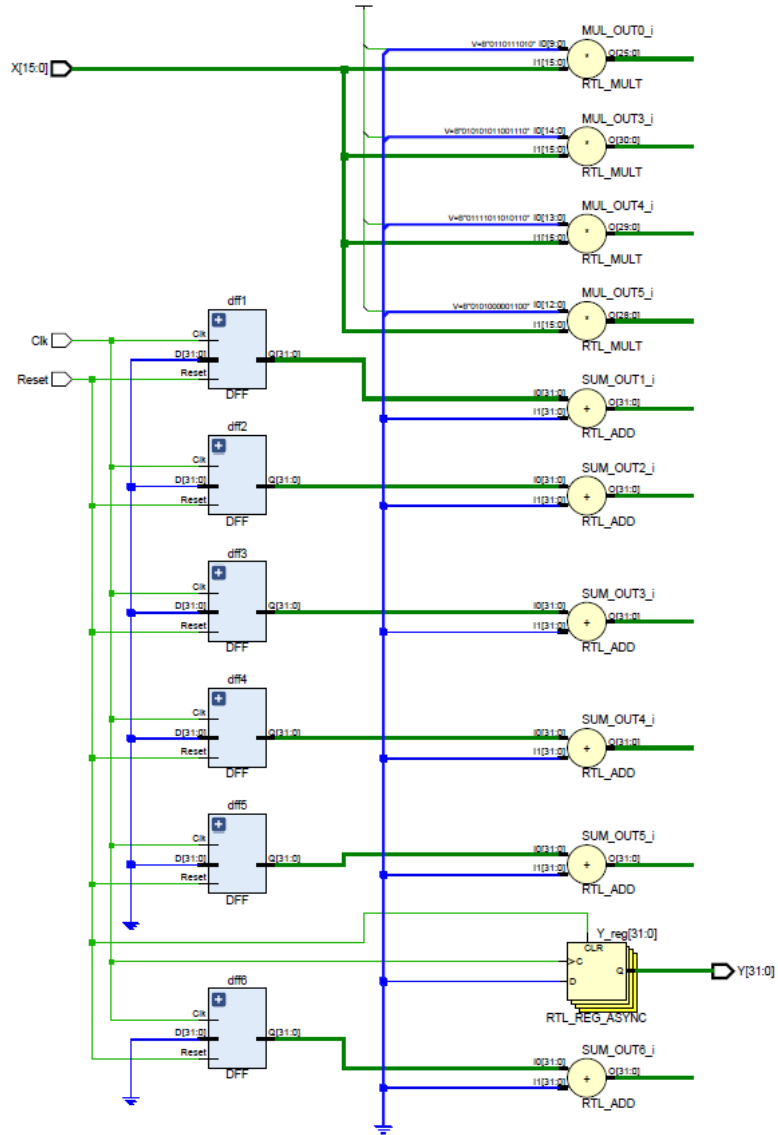 MUL_OUT0_i
V=B"0110111010" I0[9:0]
O[25:0]
X[15:0]
I1[15:0]
*
RTL_MULT
MUL_OUT3_i
V=B"010101011001110" I0[14:0]
O[30:0]
I1[15:0]
*
RTL_MULT
MUL_OUT4_i
V=B"01111011010110" I0[13:0]
O[29:0]
I1[15:0]
*
RTL_MULT
MUL_OUT5_i
V=B"0101000001100" I0[12:0]
O[28:0]
I1[15:0]
*
RTL_MULT
dff1
Clk
Clk
D[31:0]
Q[31:0]
Reset
Reset
DFF
SUM_OUT1_i
I0[31:0]
O[31:0]
I1[31:0]
+
RTL_ADD
dff2
Clk
D[31:0]
Q[31:0]
Reset
DFF
SUM_OUT2_i
I0[31:0]
O[31:0]
I1[31:0]
+
RTL_ADD
dff3
Clk
D[31:0]
Q[31:0]
Reset
DFF
SUM_OUT3_i
I0[31:0]
O[31:0]
I1[31:0]
+
RTL_ADD
dff4
Clk
D[31:0]
Q[31:0]
Reset
DFF
SUM_OUT4_i
I0[31:0]
O[31:0]
I1[31:0]
+
RTL_ADD
dff5
Clk
D[31:0]
Q[31:0]
Reset
DFF
SUM_OUT5_i
I0[31:0]
O[31:0]
I1[31:0]
+
RTL_ADD
Y_reg[31:0]
CLR
C
Q
D
Y[31:0]
RTL_REG_ASYNC
dff6
Clk
D[31:0]
Q[31:0]
Reset
DFF
SUM_OUT6_i
I0[31:0]
O[31:0]
I1[31:0]
+
RTL_ADD